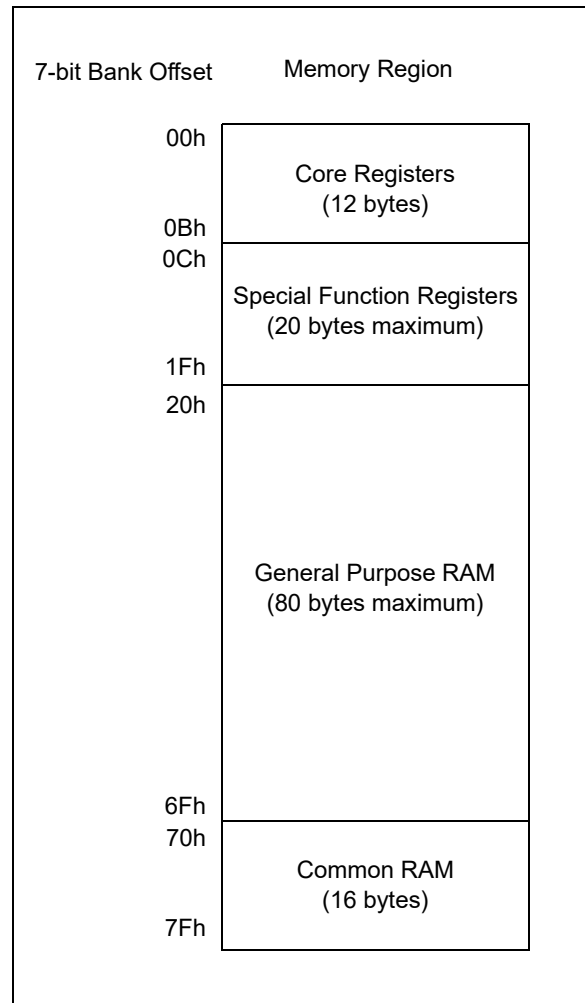 7-bit Bank Offset Memory Region
00h
Core Registers
(12 bytes)
0Bh
0Ch
Special Function Registers
(20 bytes maximum)
1Fh
20h
General Purpose RAM
(80 bytes maximum)
6Fh
70h
Common RAM
(16 bytes)
7Fh